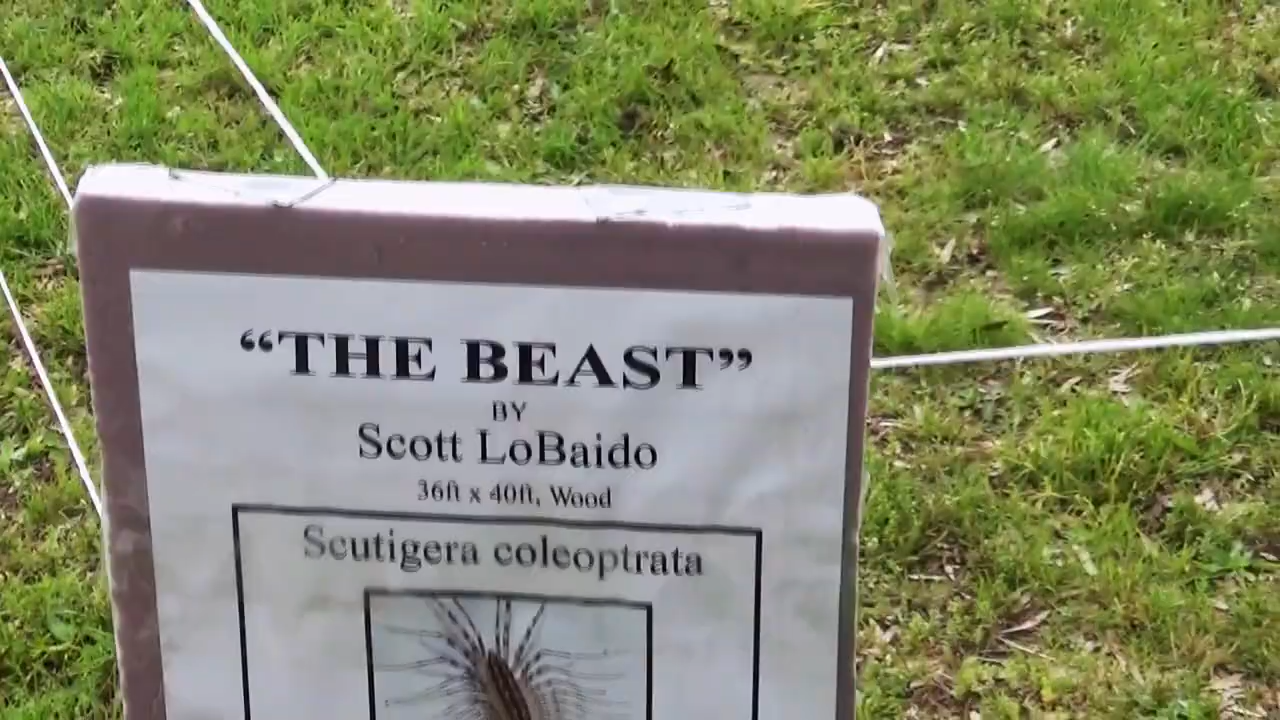 “THE BEAST”
BY
Scott LoBaido
36ft x 40ft, Wood
Scutigera coleoptrata